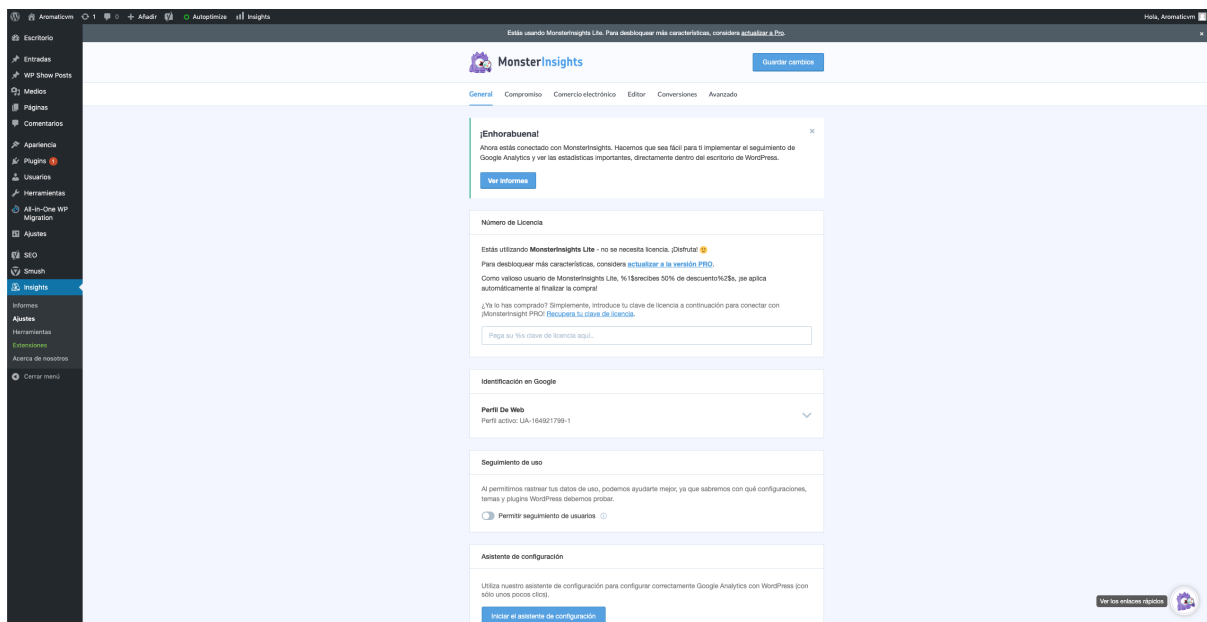 Aromaticvm 1 0 + Añadir Autoptimize Insights Hola, Aromaticvm
Estás usando MonsterInsights Lite. Para desbloquear más características, considera actualizar a Pro. ×
Escritorio
Entradas
WP Show Posts
Medios
Páginas
Comentarios
Apariencia
Plugins 1
Usuarios
Herramientas
All-in-One WP
Migration
Ajustes
SEO
Smush
Insights
Informes
Ajustes
Herramientas
Extensiones
Acerca de nosotros
Cerrar menú
MonsterInsights
Guardar cambios
General Compromiso Comercio electrónico Editor Conversiones Avanzado
¡Enhorabuena! ×
Ahora estás conectado con MonsterInsights. Hacemos que sea fácil para ti implementar el seguimiento de
Google Analytics y ver las estadísticas importantes, directamente dentro del escritorio de WordPress.
Ver informes
Número de Licencia
Estás utilizando MonsterInsights Lite - no se necesita licencia. ¡Disfruta! 🙂
Para desbloquear más características, considera actualizar a la versión PRO.
Como valioso usuario de MonsterInsights Lite, %1$srecibes 50% de descuento%2$s, ¡se aplica
automáticamente al finalizar la compra!
¿Ya lo has comprado? Simplemente, introduce tu clave de licencia a continuación para conectar con
¡MonsterInsight PRO! Recupera tu clave de licencia.
Pega su %s clave de licencia aquí..
Identificación en Google
Perfil De Web
Perfil activo: UA-164921799-1
Seguimiento de uso
Al permitirnos rastrear tus datos de uso, podemos ayudarte mejor, ya que sabremos con qué configuraciones,
temas y plugins WordPress debemos probar.
Permitir seguimiento de usuarios
Asistente de configuración
Utiliza nuestro asistente de configuración para configurar correctamente Google Analytics con WordPress (con
sólo unos pocos clics).
Iniciar el asistente de configuración
Ver los enlaces rápidos